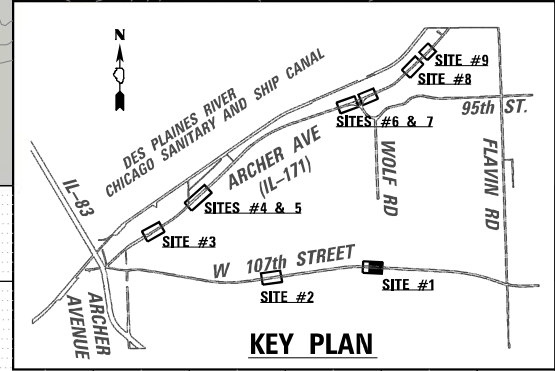 N
SITE #9
SITE #8
DES PLAINES RIVER
CHICAGO SANITARY AND SHIP CANAL
95th ST.
SITES #6 & 7
ARCHER AVE
(IL-171)
WOLF RD
FLAVIN RD
IL-83
SITES #4 & 5
SITE #3
W 107th STREET
SITE #2
SITE #1
ARCHER
AVENUE
KEY PLAN